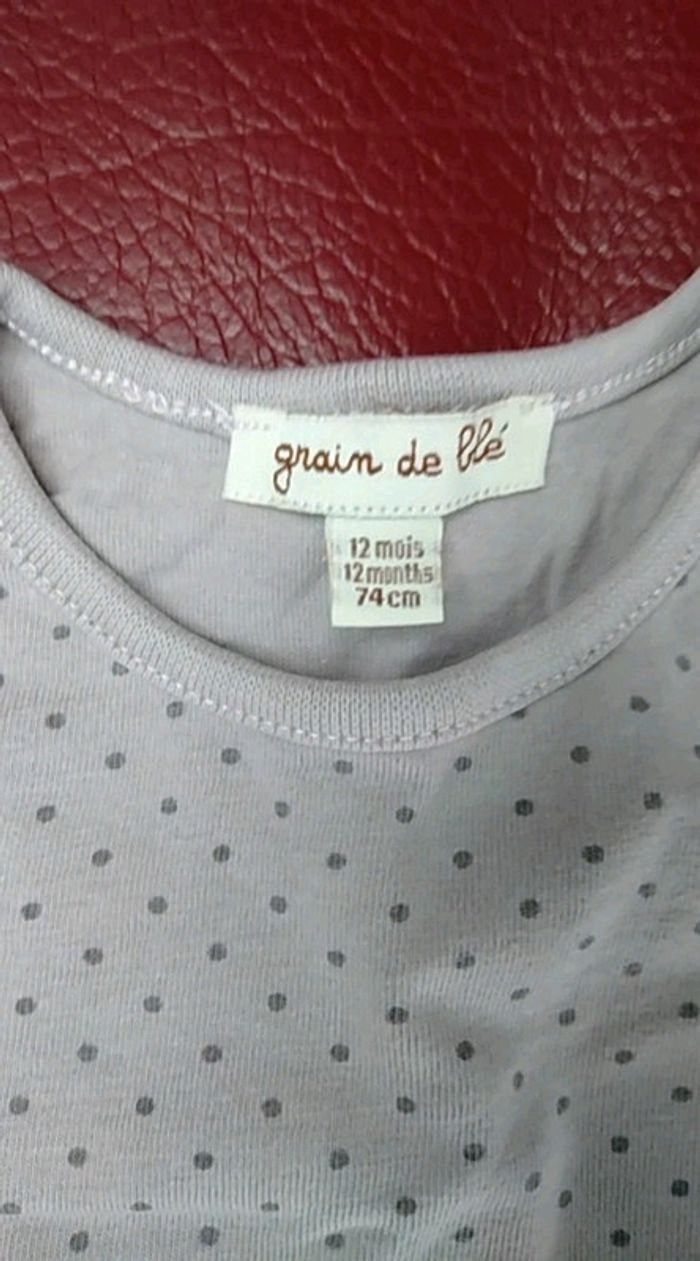 grain de blé
12 mois
12 months
74 cm